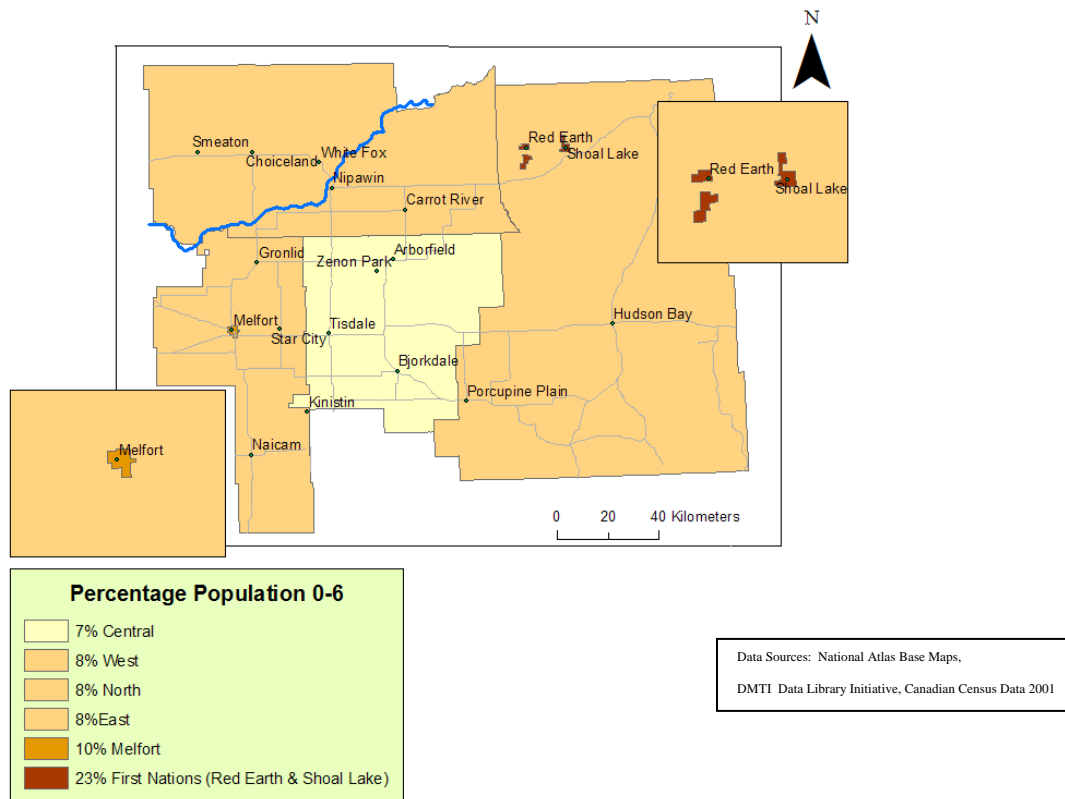 N
Smeaton
Choiceland
White Fox
Nipawin
Carrot River
Red Earth
Shoal Lake
Red Earth
Shoal Lake
Gronlid
Zenon Park
Arborfield
Melfort
Star City
Tisdale
Hudson Bay
Bjorkdale
Porcupine Plain
Kinistin
Naicam
Melfort
0 20 40 Kilometers
Percentage Population 0-6
7% Central
8% West
8% North
8%East
10% Melfort
23% First Nations (Red Earth & Shoal Lake)
Data Sources: National Atlas Base Maps,
DMTI Data Library Initiative, Canadian Census Data 2001